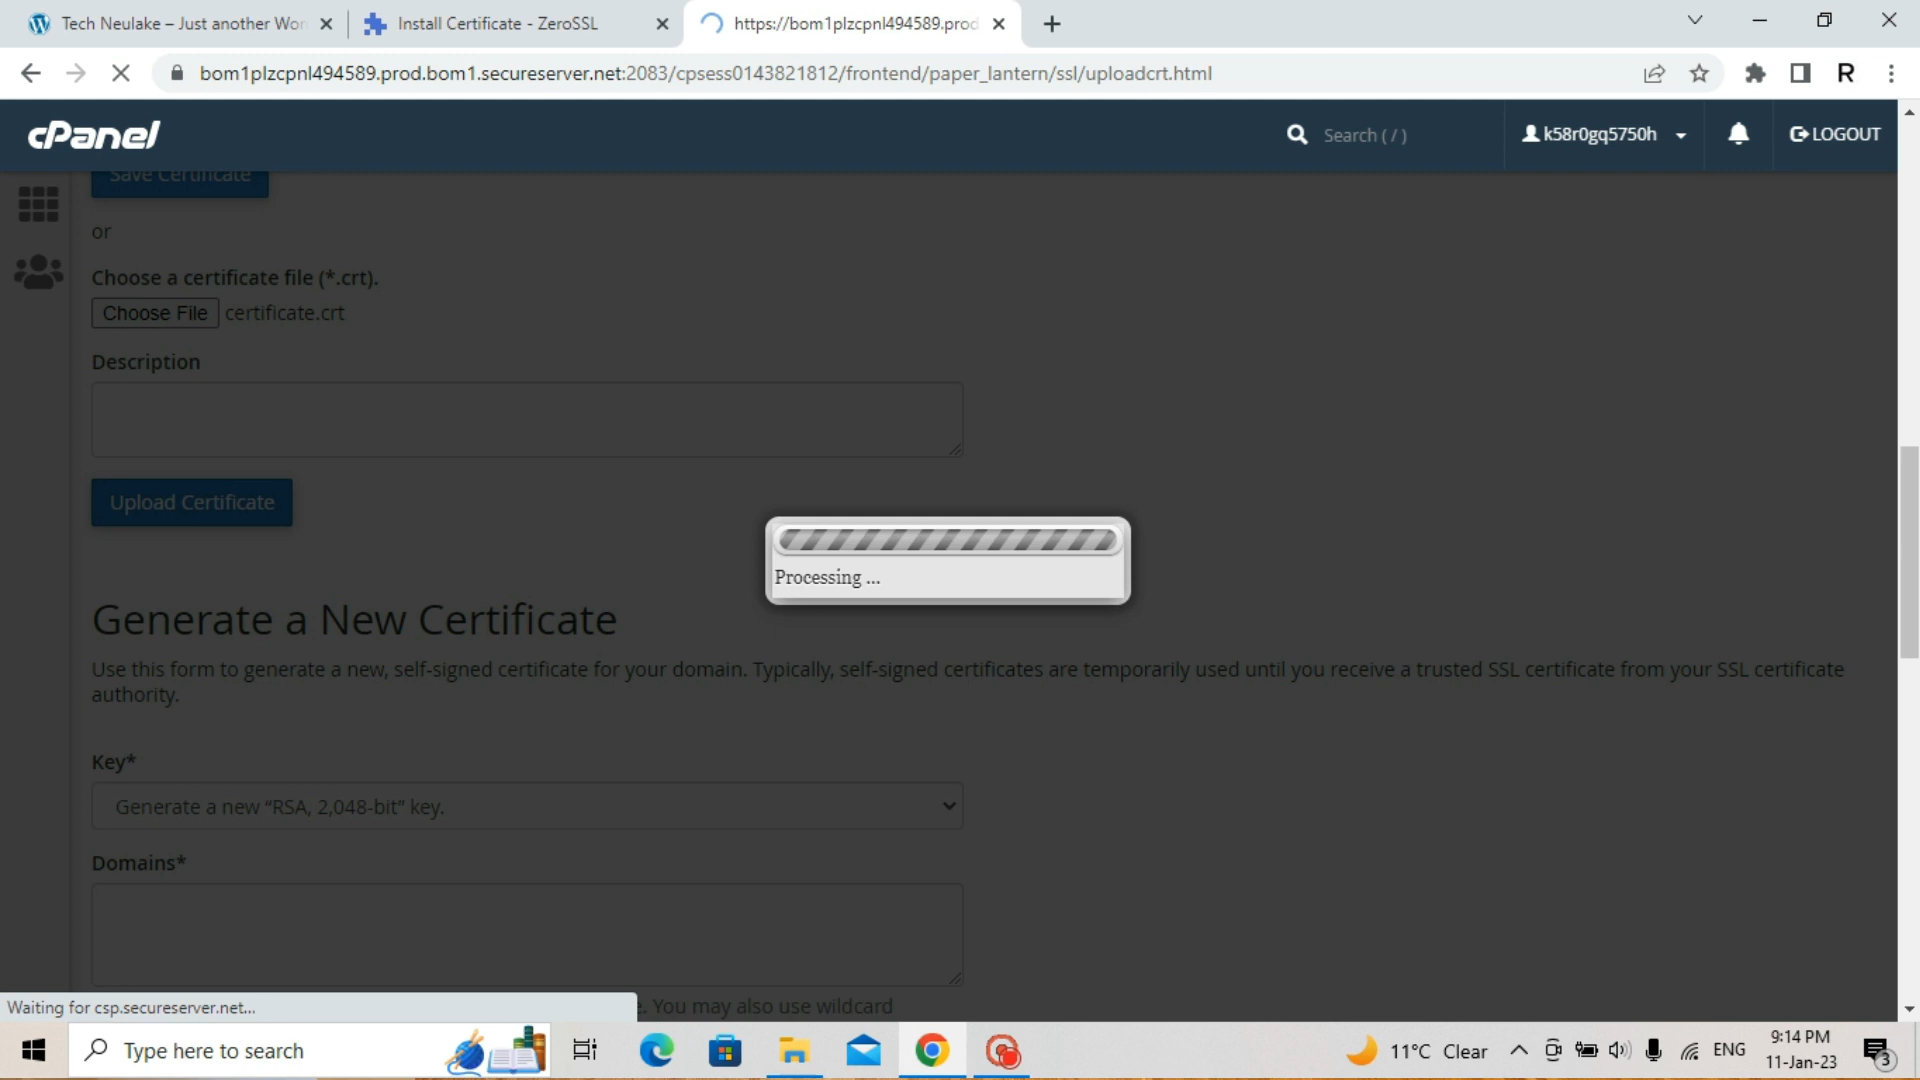 Tech Neulake – Just another Wor
Install Certificate - ZeroSSL
https://bom1plzcpnl494589.prod
bom1plzcpnl494589.prod.bom1.secureserver.net:2083/cpsess0143821812/frontend/paper_lantern/ssl/uploadcrt.html
R
cPanel
Search ( / )
k58r0gq5750h
LOGOUT
Save Certificate
or
Choose a certificate file (*.crt).
Choose File certificate.crt
Description
Upload Certificate
Processing ...
Generate a New Certificate
Use this form to generate a new, self-signed certificate for your domain. Typically, self-signed certificates are temporarily used until you receive a trusted SSL certificate from your SSL certificate
authority.
Key*
Generate a new “RSA, 2,048-bit” key.
Domains*
Waiting for csp.secureserver.net...
. You may also use wildcard
Type here to search
11°C Clear
ENG
9:14 PM
11-Jan-23
3